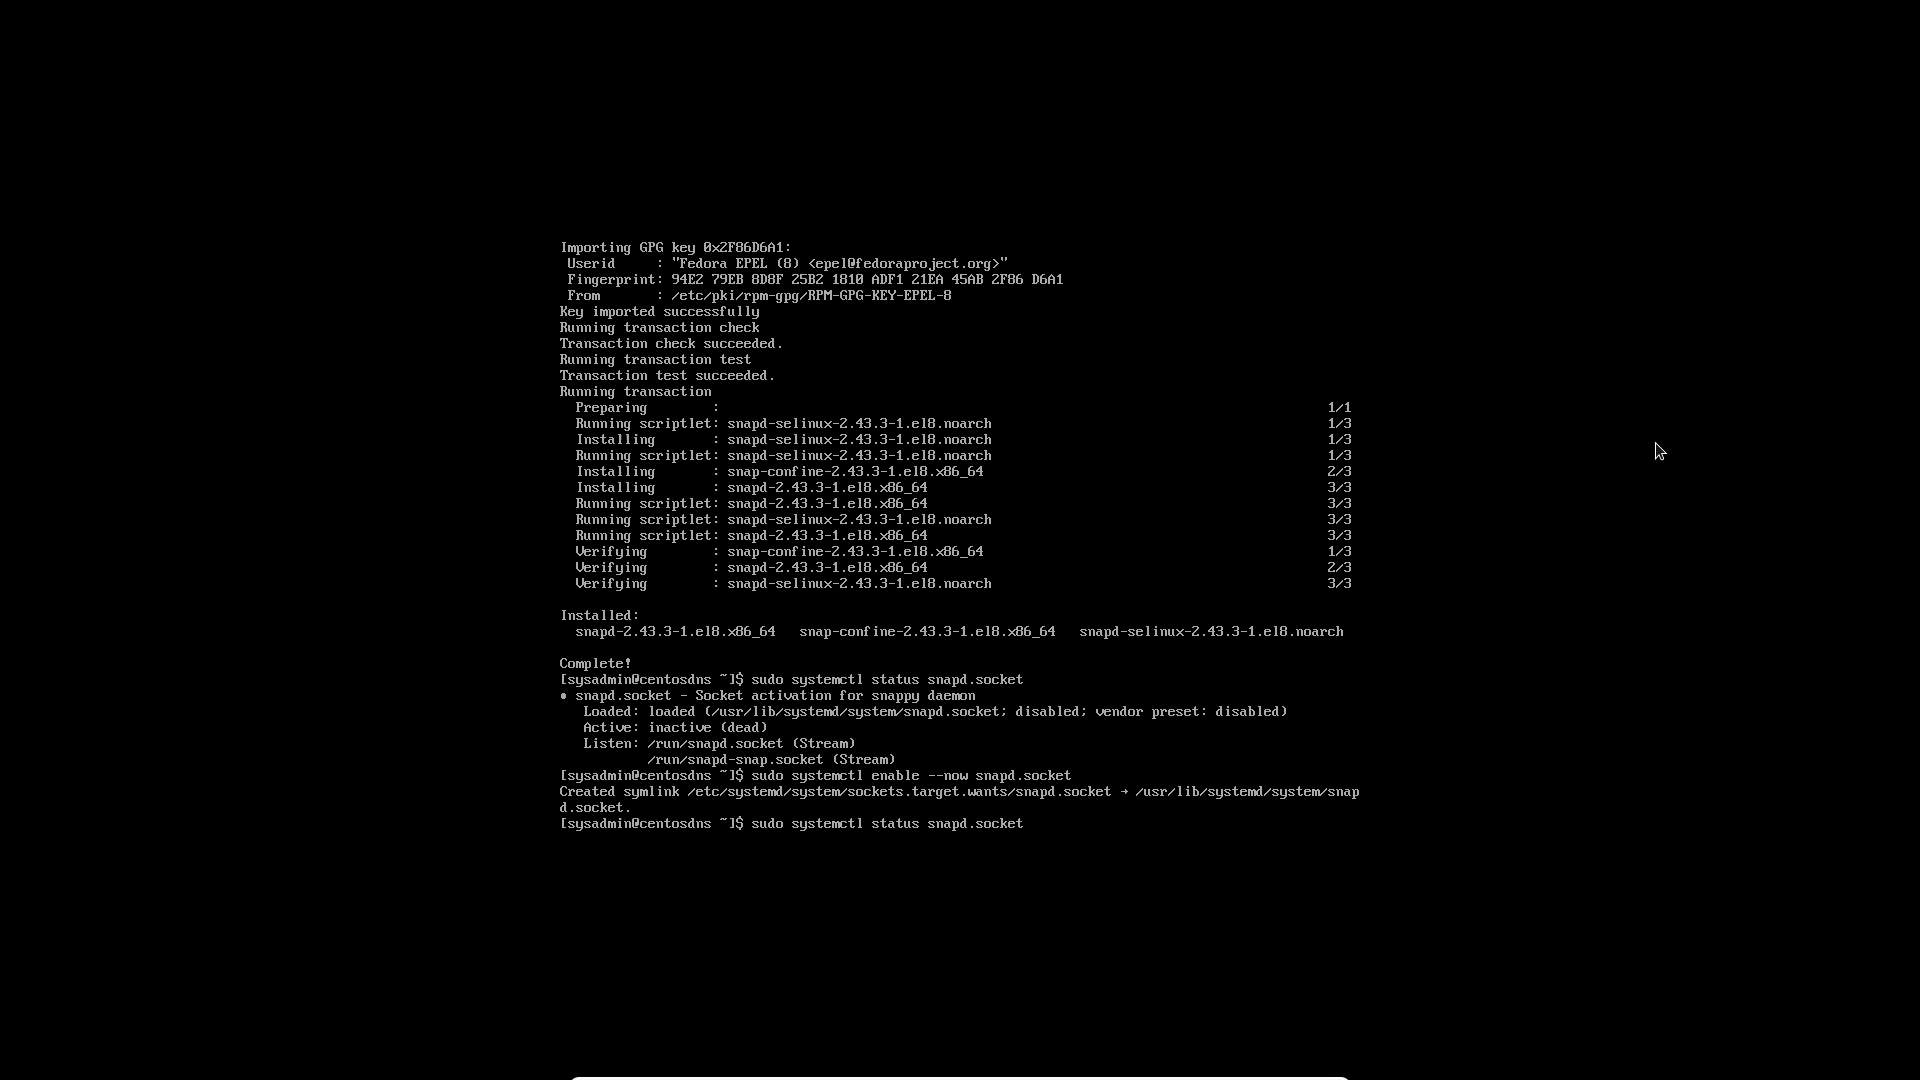 Importing GPG key 0x2F86D6A1:
 Userid     : "Fedora EPEL (8) <epel@fedoraproject.org>"
 Fingerprint: 94E2 79EB 8D8F 25B2 1810 ADF1 21EA 45AB 2F86 D6A1
 From       : /etc/pki/rpm-gpg/RPM-GPG-KEY-EPEL-8
Key imported successfully
Running transaction check
Transaction check succeeded.
Running transaction test
Transaction test succeeded.
Running transaction
  Preparing        :                                                                            1/1
  Running scriptlet: snapd-selinux-2.43.3-1.el8.noarch                                          1/3
  Installing       : snapd-selinux-2.43.3-1.el8.noarch                                          1/3
  Running scriptlet: snapd-selinux-2.43.3-1.el8.noarch                                          1/3
  Installing       : snap-confine-2.43.3-1.el8.x86_64                                           2/3
  Installing       : snapd-2.43.3-1.el8.x86_64                                                  3/3
  Running scriptlet: snapd-2.43.3-1.el8.x86_64                                                  3/3
  Running scriptlet: snapd-selinux-2.43.3-1.el8.noarch                                          3/3
  Running scriptlet: snapd-2.43.3-1.el8.x86_64                                                  3/3
  Verifying        : snap-confine-2.43.3-1.el8.x86_64                                           1/3
  Verifying        : snapd-2.43.3-1.el8.x86_64                                                  2/3
  Verifying        : snapd-selinux-2.43.3-1.el8.noarch                                          3/3

Installed:
  snapd-2.43.3-1.el8.x86_64   snap-confine-2.43.3-1.el8.x86_64   snapd-selinux-2.43.3-1.el8.noarch

Complete!
[sysadmin@centosdns ~]$ sudo systemctl status snapd.socket
● snapd.socket - Socket activation for snappy daemon
   Loaded: loaded (/usr/lib/systemd/system/snapd.socket; disabled; vendor preset: disabled)
   Active: inactive (dead)
   Listen: /run/snapd.socket (Stream)
           /run/snapd-snap.socket (Stream)
[sysadmin@centosdns ~]$ sudo systemctl enable --now snapd.socket
Created symlink /etc/systemd/system/sockets.target.wants/snapd.socket → /usr/lib/systemd/system/snap
d.socket.
[sysadmin@centosdns ~]$ sudo systemctl status snapd.socket